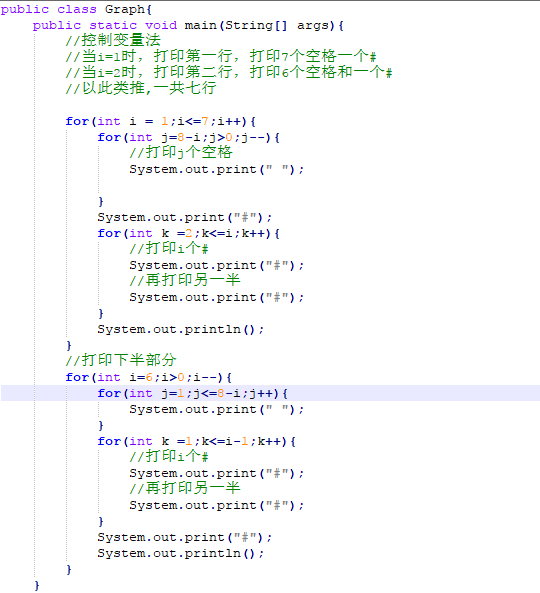 public class Graph{
    public static void main(String[] args){
        //控制变量法
        //当i=1时，打印第一行，打印7个空格一个#
        //当i=2时，打印第二行，打印6个空格和一个#
        //以此类推,一共七行

        for(int i = 1;i<=7;i++){
            for(int j=8-i;j>0;j--){
                //打印j个空格
                System.out.print(" ");

            }
            System.out.print("#");
            for(int k =2;k<=i;k++){
                //打印i个#
                System.out.print("#");
                //再打印另一半
                System.out.print("#");
            }
            System.out.println();
        }
        //打印下半部分
        for(int i=6;i>0;i--){
            for(int j=1;j<=8-i;j++){
                System.out.print(" ");
            }
            for(int k =1;k<=i-1;k++){
                //打印i个#
                System.out.print("#");
                //再打印另一半
                System.out.print("#");
            }
            System.out.print("#");
            System.out.println();
        }
    }